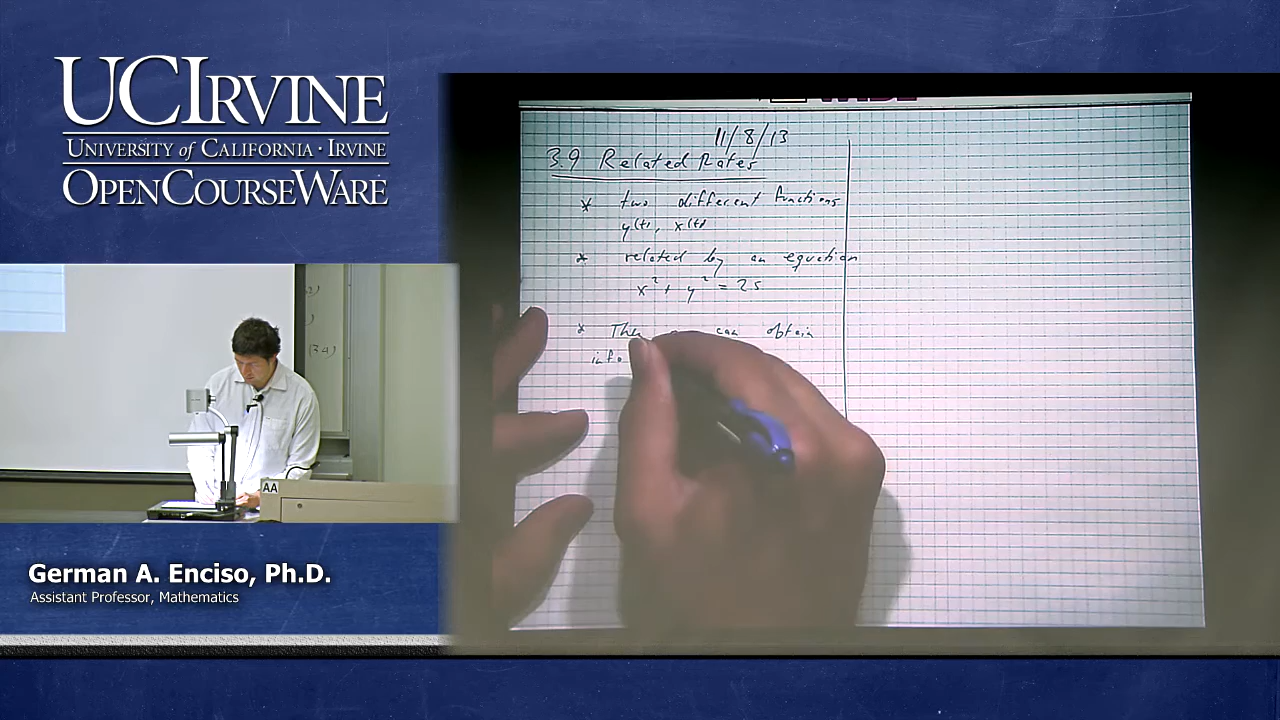 UCIRVINE
UNIVERSITY of CALIFORNIA · IRVINE
OPENCOURSEWARE
11/8/13
3.9 Related Rates
* two different functions
y(t), x(t)
* related by an equation
x² + y² = 25
* Then can obtain
info
AA
German A. Enciso, Ph.D.
Assistant Professor, Mathematics